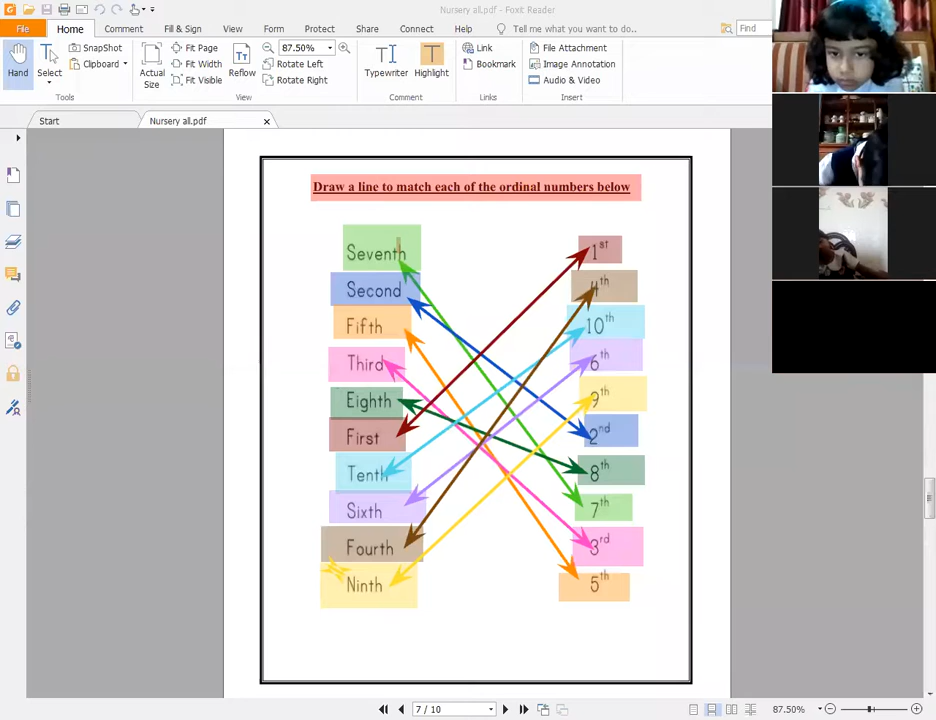 Nursery all.pdf - Foxit Reader
File Home Comment Fill & Sign View Form Protect Share Connect Help Tell me what you want to do.. Find
Hand
Select
SnapShot
Clipboard
Actual Size
Fit Page
Fit Width
Fit Visible
Reflow
87.50%
Rotate Left
Rotate Right
Typewriter
Highlight
Link
Bookmark
File Attachment
Image Annotation
Audio & Video
Tools View Comment Links Insert
Start Nursery all.pdf
Draw a line to match each of the ordinal numbers below
Seventh 1st
Second 4th
Fifth 10th
Third 6th
Eighth 9th
First 2nd
Tenth 8th
Sixth 7th
Fourth 3rd
Ninth 5th
7 / 10 87.50%